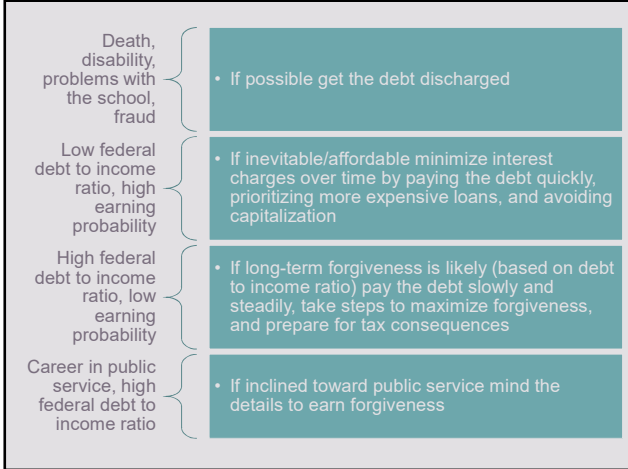 Death,
disability,
problems with
the school,
fraud
• If possible get the debt discharged
Low federal
debt to income
ratio, high
earning
probability
• If inevitable/affordable minimize interest
charges over time by paying the debt quickly,
prioritizing more expensive loans, and avoiding
capitalization
High federal
debt to income
ratio, low
earning
probability
• If long-term forgiveness is likely (based on debt
to income ratio) pay the debt slowly and
steadily, take steps to maximize forgiveness,
and prepare for tax consequences
Career in public
service, high
federal debt to
income ratio
• If inclined toward public service mind the
details to earn forgiveness